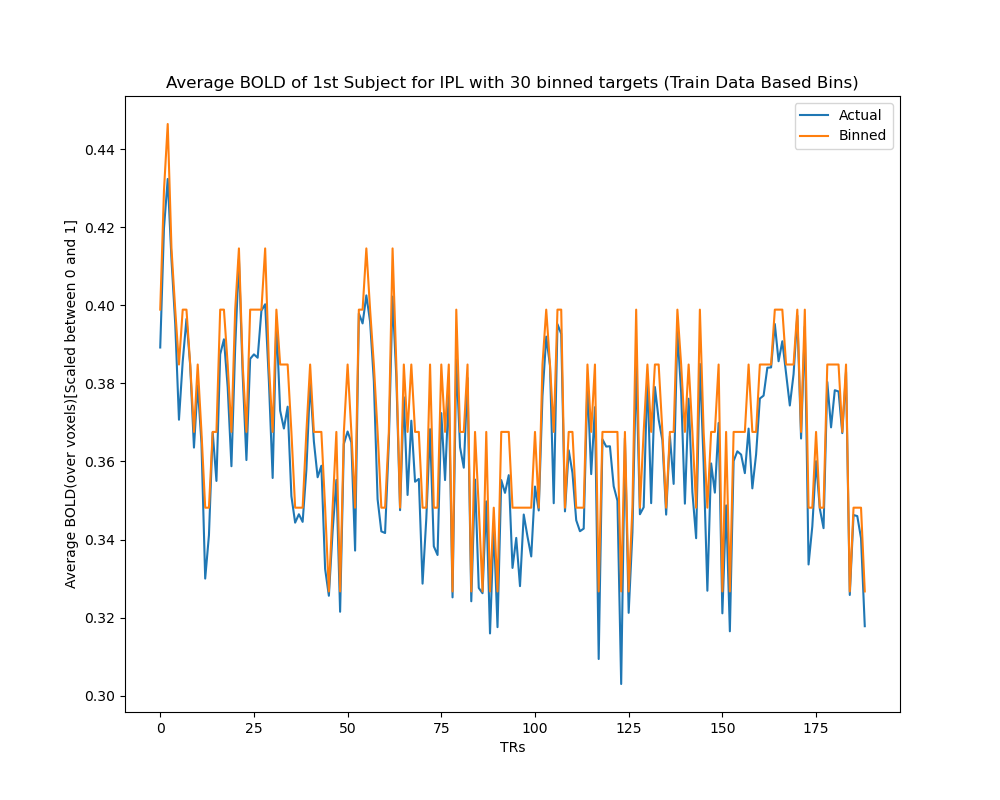 Average BOLD of 1st Subject for IPL with 30 binned targets (Train Data Based Bins)
Actual
Binned
Average BOLD(over voxels)[Scaled between 0 and 1]
0.44
0.42
0.40
0.38
0.36
0.34
0.32
0.30
0 25 50 75 100 125 150 175
TRs